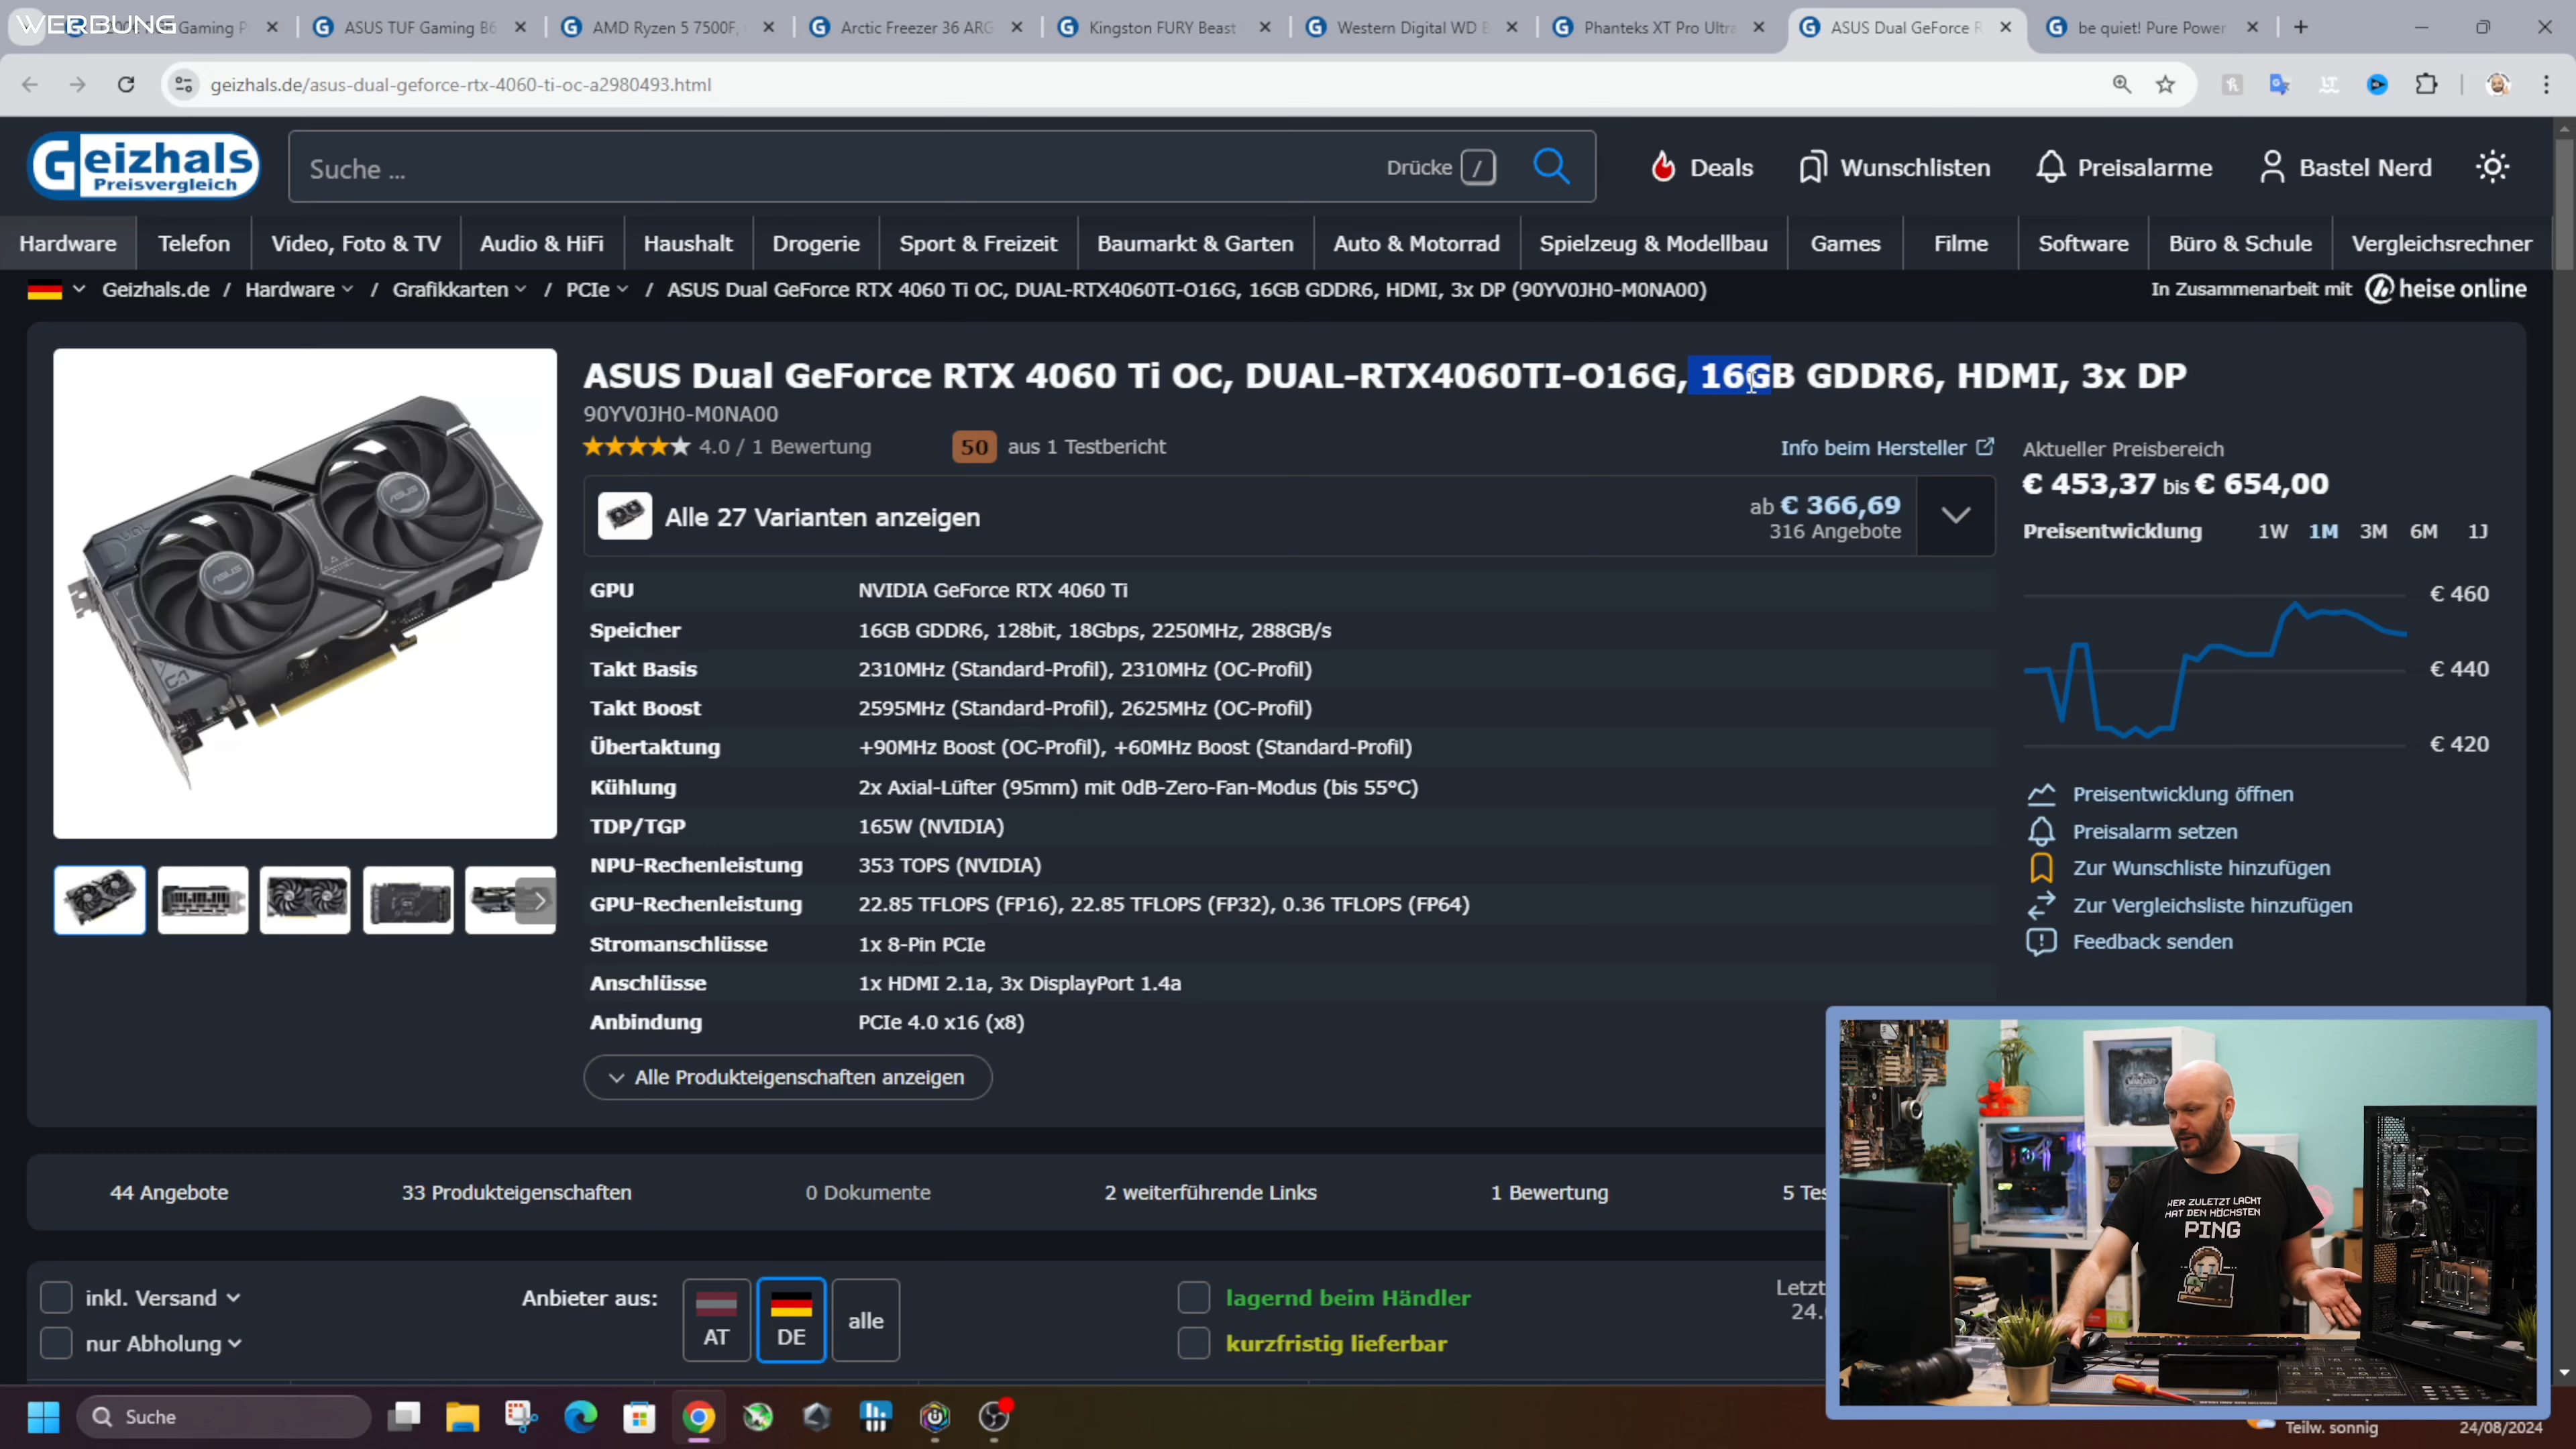 WERBUNG
Gaming P
ASUS TUF Gaming B6
AMD Ryzen 5 7500F,
Arctic Freezer 36 ARG
Kingston FURY Beast
Western Digital WD B
Phanteks XT Pro Ultra
ASUS Dual GeForce R
be quiet! Pure Power
geizhals.de/asus-dual-geforce-rtx-4060-ti-oc-a2980493.html
Geizhals
Preisvergleich
Suche ...
Drücke /
Deals
Wunschlisten
Preisalarme
Bastel Nerd
Hardware
Telefon
Video, Foto & TV
Audio & HiFi
Haushalt
Drogerie
Sport & Freizeit
Baumarkt & Garten
Auto & Motorrad
Spielzeug & Modellbau
Games
Filme
Software
Büro & Schule
Vergleichsrechner
Geizhals.de / Hardware / Grafikkarten / PCIe / ASUS Dual GeForce RTX 4060 Ti OC, DUAL-RTX4060TI-O16G, 16GB GDDR6, HDMI, 3x DP (90YV0JH0-M0NA00)
In Zusammenarbeit mit heise online
ASUS Dual GeForce RTX 4060 Ti OC, DUAL-RTX4060TI-O16G, 16GB GDDR6, HDMI, 3x DP
90YV0JH0-M0NA00
4.0 / 1 Bewertung
50 aus 1 Testbericht
Info beim Hersteller
Alle 27 Varianten anzeigen
ab € 366,69
316 Angebote
GPU NVIDIA GeForce RTX 4060 Ti
Speicher 16GB GDDR6, 128bit, 18Gbps, 2250MHz, 288GB/s
Takt Basis 2310MHz (Standard-Profil), 2310MHz (OC-Profil)
Takt Boost 2595MHz (Standard-Profil), 2625MHz (OC-Profil)
Übertaktung +90MHz Boost (OC-Profil), +60MHz Boost (Standard-Profil)
Kühlung 2x Axial-Lüfter (95mm) mit 0dB-Zero-Fan-Modus (bis 55°C)
TDP/TGP 165W (NVIDIA)
NPU-Rechenleistung 353 TOPS (NVIDIA)
GPU-Rechenleistung 22.85 TFLOPS (FP16), 22.85 TFLOPS (FP32), 0.36 TFLOPS (FP64)
Stromanschlüsse 1x 8-Pin PCIe
Anschlüsse 1x HDMI 2.1a, 3x DisplayPort 1.4a
Anbindung PCIe 4.0 x16 (x8)
Alle Produkteigenschaften anzeigen
Aktueller Preisbereich
€ 453,37 bis € 654,00
Preisentwicklung 1W 1M 3M 6M 1J
€ 460
€ 440
€ 420
Preisentwicklung öffnen
Preisalarm setzen
Zur Wunschliste hinzufügen
Zur Vergleichsliste hinzufügen
Feedback senden
44 Angebote
33 Produkteigenschaften
0 Dokumente
2 weiterführende Links
1 Bewertung
5 Tes
inkl. Versand
nur Abholung
Anbieter aus:
AT
DE
alle
lagernd beim Händler
kurzfristig lieferbar
Letzt
24.
WER ZULETZT LACHT
HAT DEN HÖCHSTEN
PING
Suche
Teilw. sonnig
24/08/2024